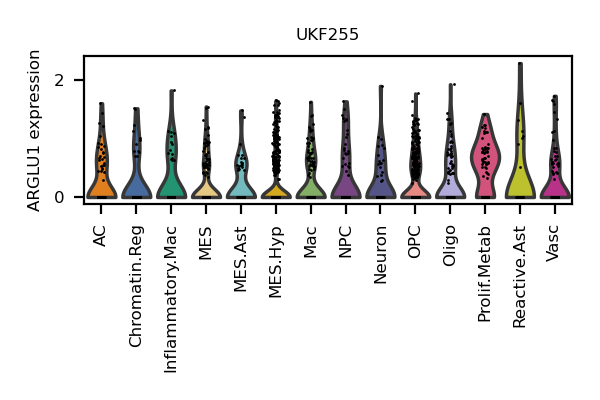 UKF255
ARGLU1 expression
2
0
AC
Chromatin.Reg
Inflammatory.Mac
MES
MES.Ast
MES.Hyp
Mac
NPC
Neuron
OPC
Oligo
Prolif.Metab
Reactive.Ast
Vasc